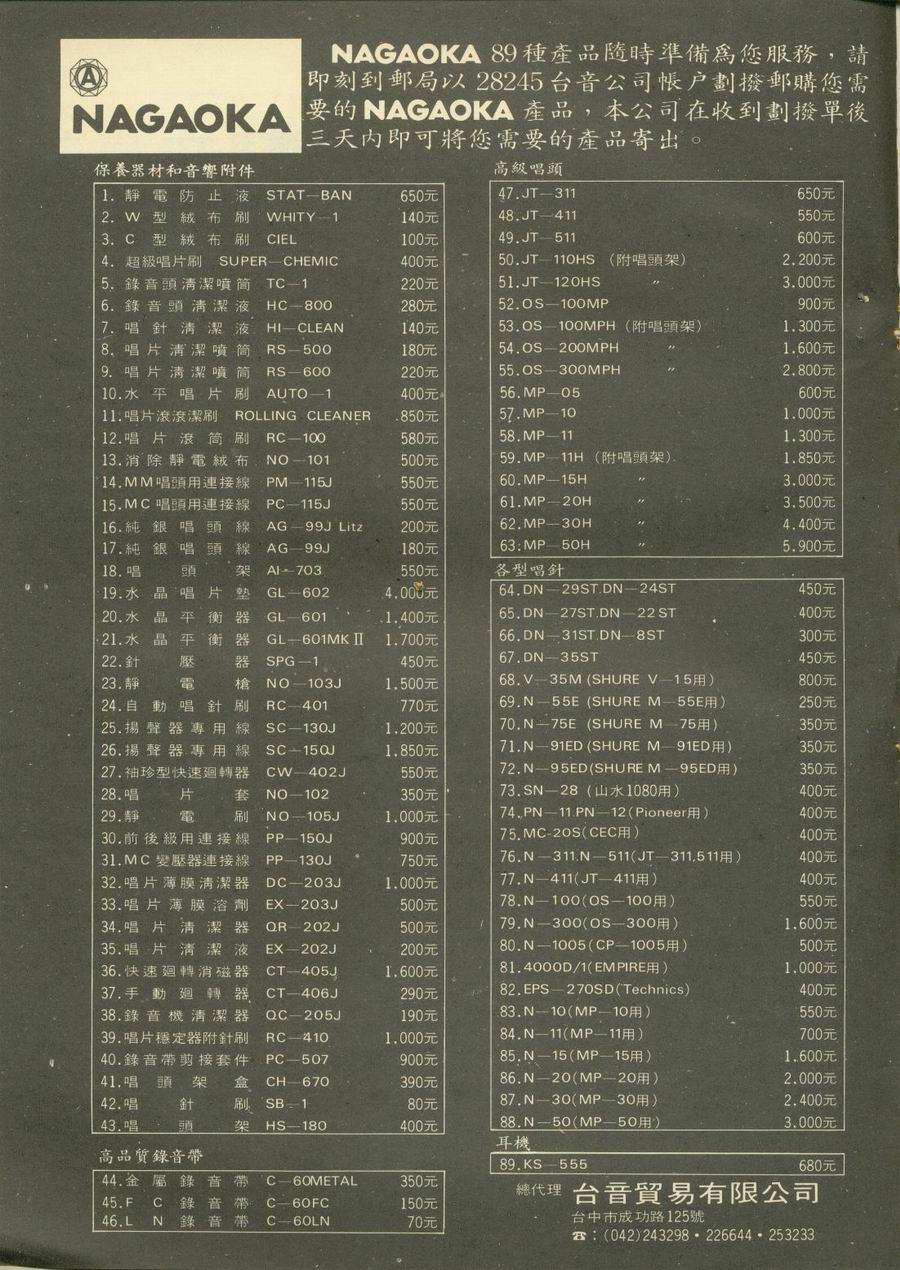 NAGAOKA
NAGAOKA 89種產品隨時準備為您服務，請
即刻到郵局以 28245 台音公司帳戶劃撥郵購您需
要的 NAGAOKA 產品，本公司在收到劃撥單後
三天內即可將您需要的產品寄出。
保養器材和音響附件
1. 靜電防止液 STAT—BAN 650元
2. W型絨布刷 WHITY—1 140元
3. C型絨布刷 CIEL 100元
4. 超級唱片刷 SUPER—CHEMIC 400元
5. 錄音頭清潔噴筒 TC—1 220元
6. 錄音頭清潔液 HC—800 280元
7. 唱針清潔液 HI—CLEAN 140元
8. 唱片清潔噴筒 RS—500 180元
9. 唱片清潔噴筒 RS—600 220元
10.水平唱片刷 AUTO—1 400元
11.唱片滾滾潔刷 ROLLING CLEANER 850元
12.唱片滾筒刷 RC—100 580元
13.消除靜電絨布 NO—101 500元
14.MM唱頭用連接線 PM—115J 550元
15.MC唱頭用連接線 PC—115J 550元
16.純銀唱頭線 AG—99J Litz 200元
17.純銀唱頭線 AG—99J 180元
18.唱頭架 AI—703 550元
19.水晶唱片墊 GL—602 4.000元
20.水晶平衡器 GL—601 1,400元
21.水晶平衡器 GL—601MKⅡ 1,700元
22.針壓器 SPG—1 450元
23.靜電槍 NO—103J 1,500元
24.自動唱針刷 RC—401 770元
25.揚聲器專用線 SC—130J 1.200元
26.揚聲器專用線 SC—150J 1.850元
27.袖珍型快速迴轉器 CW—402J 550元
28.唱片套 NO—102 350元
29.靜電刷 NO—105J 1.000元
30.前後級用連接線 PP—150J 900元
31.MC變壓器連接線 PP—130J 750元
32.唱片薄膜清潔器 DC—203J 1.000元
33.唱片薄膜溶劑 EX—203J 500元
34.唱片清潔器 QR—202J 500元
35.唱片清潔液 EX—202J 200元
36.快速迴轉消磁器 CT—405J 1.600元
37.手動迴轉器 CT—406J 290元
38.錄音機清潔器 QC—205J 190元
39.唱片穩定器附針刷 RC—410 1.000元
40.錄音帶剪接套件 PC—507 900元
41.唱頭架盒 CH—670 390元
42.唱針刷 SB—1 80元
43.唱頭架 HS—180 400元
高品質錄音帶
44.金屬錄音帶 C—60METAL 350元
45.F C 錄音帶 C—60FC 150元
46.L N 錄音帶 C—60LN 70元
高級唱頭
47.JT—311 650元
48.JT—411 550元
49.JT—511 600元
50.JT—110HS （附唱頭架） 2.200元
51.JT—120HS 〃 3.000元
52.OS—100MP 900元
53.OS—100MPH（附唱頭架） 1.300元
54.OS—200MPH 〃 1.600元
55.OS—300MPH 〃 2.800元
56.MP—05 600元
57.MP—10 1.000元
58.MP—11 1.300元
59.MP—11H （附唱頭架） 1.850元
60.MP—15H 〃 3.000元
61.MP—20H 〃 3.500元
62.MP—30H 〃 4.400元
63.MP—50H 〃 5.900元
各型唱針
64.DN—29ST.DN—24ST 450元
65.DN—27ST.DN—22ST 400元
66.DN—31ST.DN—8ST 300元
67.DN—35ST 450元
68.V—35M (SHURE V—15用) 800元
69.N—55E (SHURE M—55E用) 250元
70.N—75E (SHURE M—75用) 350元
71.N—91ED (SHURE M—91ED用) 350元
72.N—95ED(SHURE M—95ED用) 350元
73.SN—28 (山水1080用) 400元
74.PN—11.PN—12(Pioneer用) 400元
75.MC-20S(CEC用) 400元
76.N—311.N—511(JT—311,511用) 400元
77.N—411(JT—411用) 400元
78.N—100(OS—100用) 550元
79.N—300(OS—300用) 1.600元
80.N—1005(CP—1005用) 500元
81.4000D/1(EMPIRE用) 1.000元
82.EPS—270SD(Technics) 400元
83.N—10(MP—10用) 550元
84.N—11(MP—11用) 700元
85.N—15(MP—15用) 1.600元
86.N—20(MP—20用) 2.000元
87.N—30(MP—30用) 2.400元
88.N—50(MP—50用) 3.000元
耳機
89.KS—555 680元
總代理 台音貿易有限公司
台中市成功路125號
☎：(042)243298・226644・253233